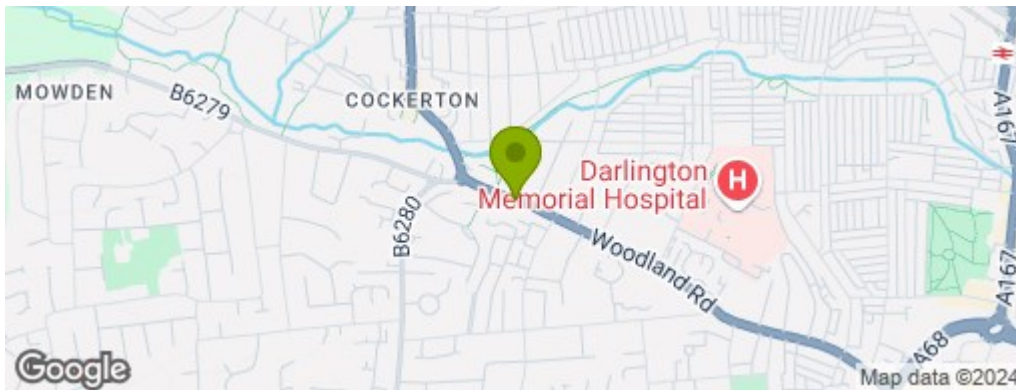 MOWDEN
B6279
COCKERTON
B6280
Darlington
Memorial Hospital
H
Woodland Rd
A167
A167
A68
Google
Map data ©2024